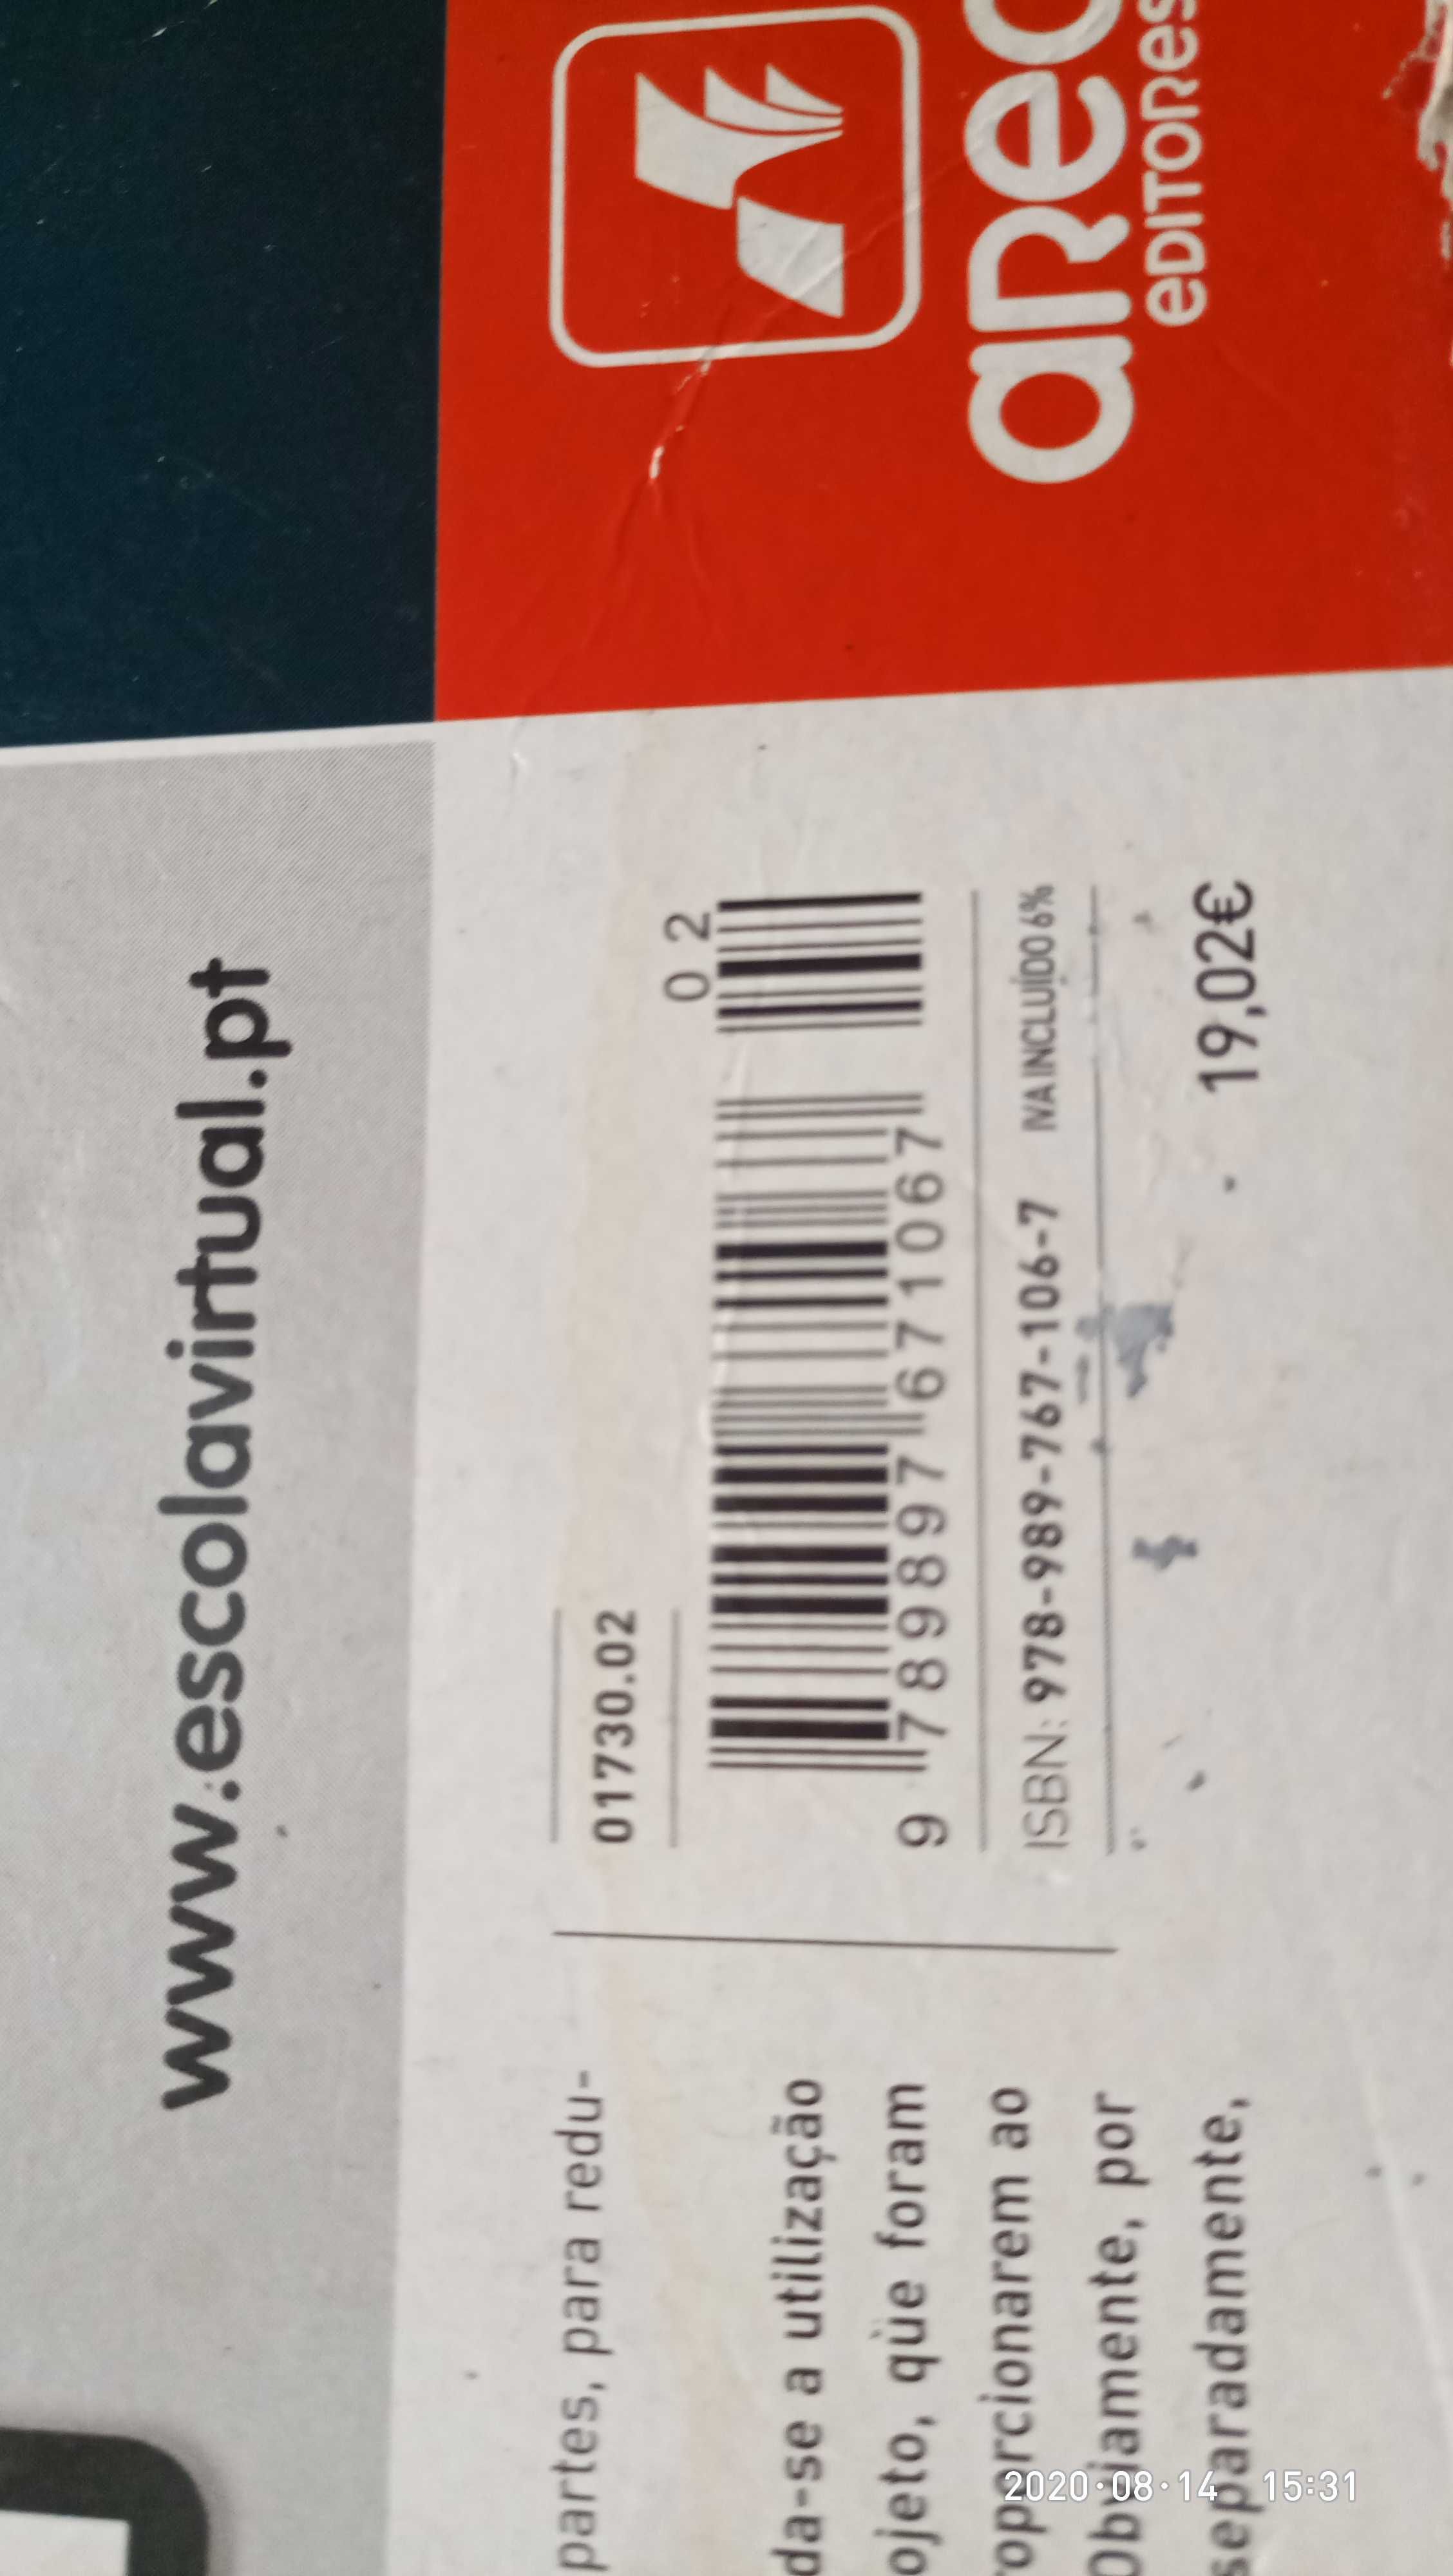 www.escolavirtual.pt
partes, para redu-
da-se a utilização
ojeto, que foram
oporcionarem ao
Obviamente, por
separadamente,
01730.02
02
9 789897 671067
ISBN: 978-989-767-106-7 IVA INCLUÍDO 6%
19,02€
aRe
eDITORes
2020·08·14 15:31